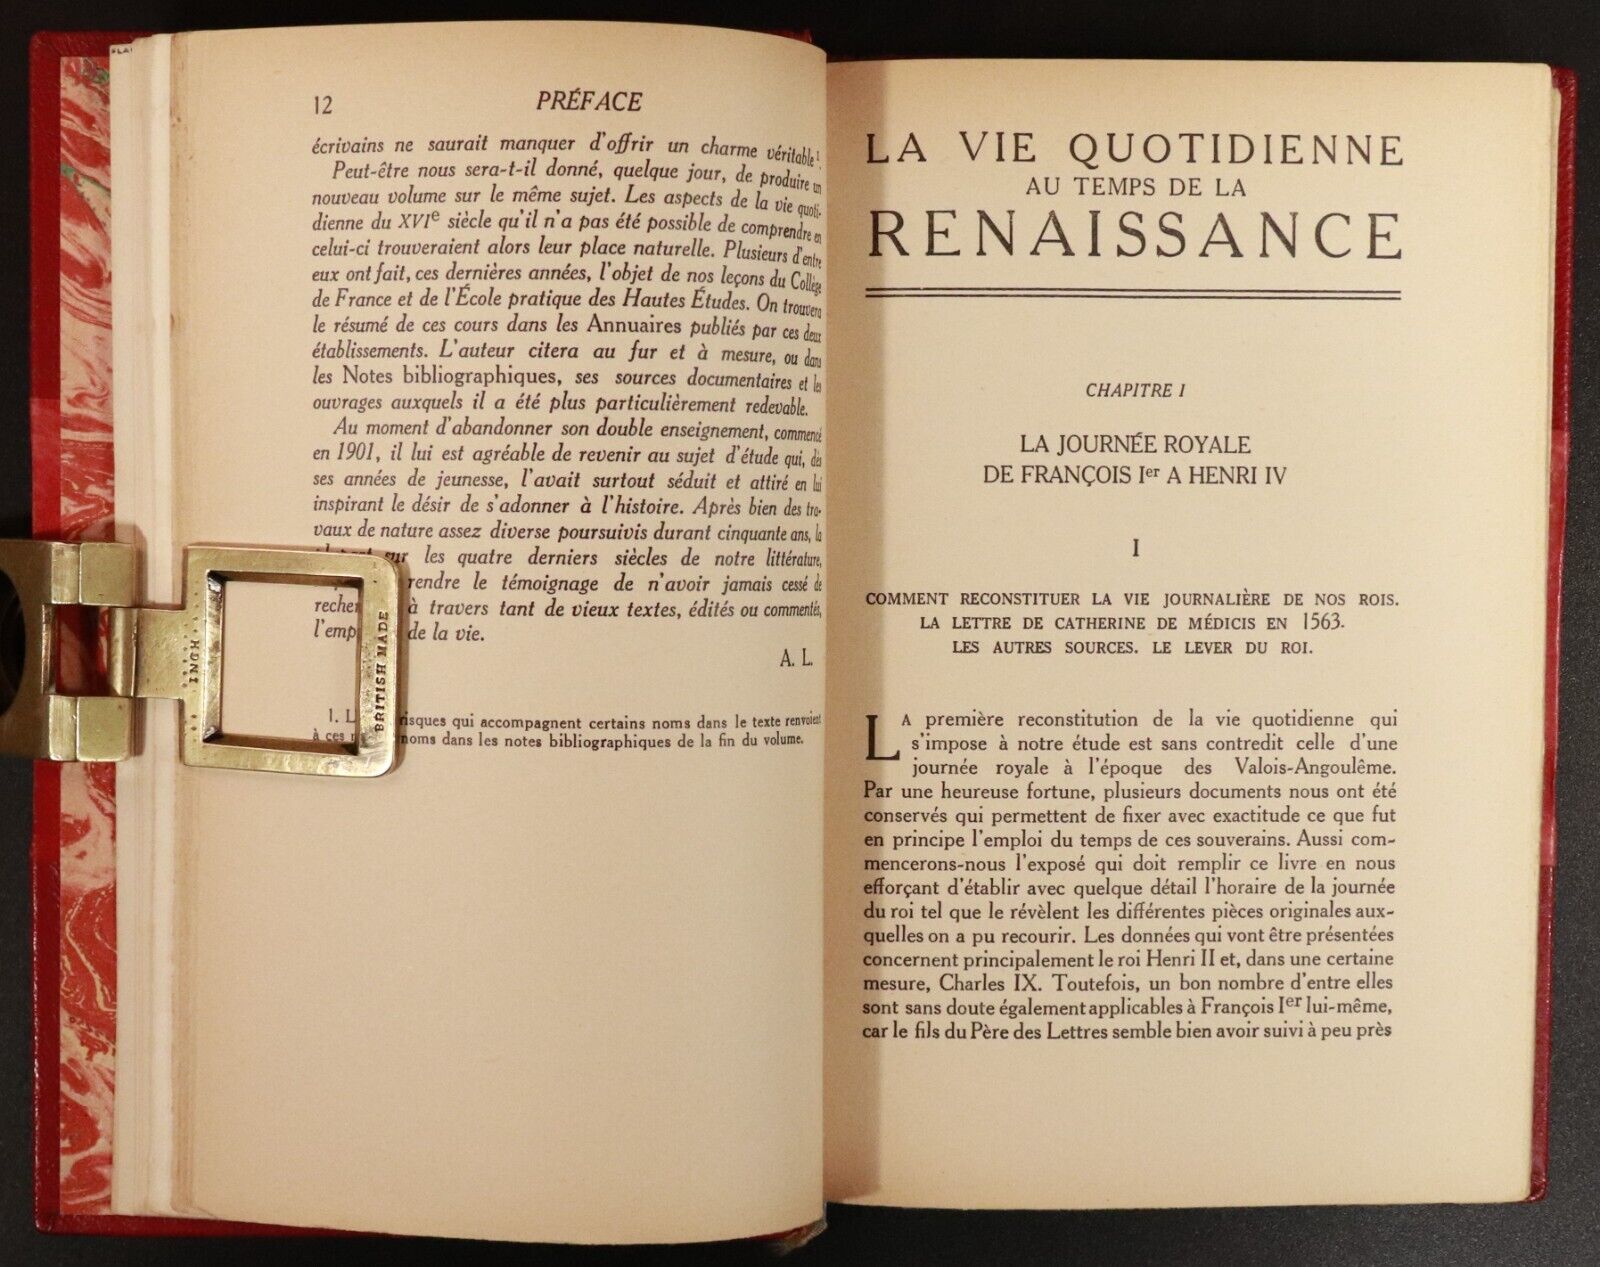 12 PRÉFACE
écrivains ne saurait manquer d'offrir un charme véritable 1.
Peut-être nous sera-t-il donné, quelque jour, de produire un
nouveau volume sur le même sujet. Les aspects de la vie quoti-
dienne du XVIe siècle qu'il n'a pas été possible de comprendre en
celui-ci trouveraient alors leur place naturelle. Plusieurs d'entre
eux ont fait, ces dernières années, l'objet de nos leçons du Collège
de France et de l'École pratique des Hautes Études. On trouvera
le résumé de ces cours dans les Annuaires publiés par ces deux
établissements. L'auteur citera au fur et à mesure, ou dans
les Notes bibliographiques, ses sources documentaires et les
ouvrages auxquels il a été plus particulièrement redevable.
Au moment d'abandonner son double enseignement, commencé
en 1901, il lui est agréable de revenir au sujet d'étude qui, dès
ses années de jeunesse, l'avait surtout séduit et attiré en lui
inspirant le désir de s'adonner à l'histoire. Après bien des tra-
vaux de nature assez diverse poursuivis durant cinquante ans, la
sur les quatre derniers siècles de notre littérature,
rendre le témoignage de n'avoir jamais cessé de
recher à travers tant de vieux textes, édités ou commentés,
l'emp de la vie.
A. L.
1. L risques qui accompagnent certains noms dans le texte renvoient
à ces noms dans les notes bibliographiques de la fin du volume.
INGHI
BRITISH MADE
LA VIE QUOTIDIENNE
AU TEMPS DE LA
RENAISSANCE
CHAPITRE I
LA JOURNÉE ROYALE
DE FRANÇOIS Ier A HENRI IV
I
COMMENT RECONSTITUER LA VIE JOURNALIÈRE DE NOS ROIS.
LA LETTRE DE CATHERINE DE MÉDICIS EN 1563.
LES AUTRES SOURCES. LE LEVER DU ROI.
LA première reconstitution de la vie quotidienne qui
s'impose à notre étude est sans contredit celle d'une
journée royale à l'époque des Valois-Angoulême.
Par une heureuse fortune, plusieurs documents nous ont été
conservés qui permettent de fixer avec exactitude ce que fut
en principe l'emploi du temps de ces souverains. Aussi com-
mencerons-nous l'exposé qui doit remplir ce livre en nous
efforçant d'établir avec quelque détail l'horaire de la journée
du roi tel que le révèlent les différentes pièces originales aux-
quelles on a pu recourir. Les données qui vont être présentées
concernent principalement le roi Henri II et, dans une certaine
mesure, Charles IX. Toutefois, un bon nombre d'entre elles
sont sans doute également applicables à François Ier lui-même,
car le fils du Père des Lettres semble bien avoir suivi à peu près